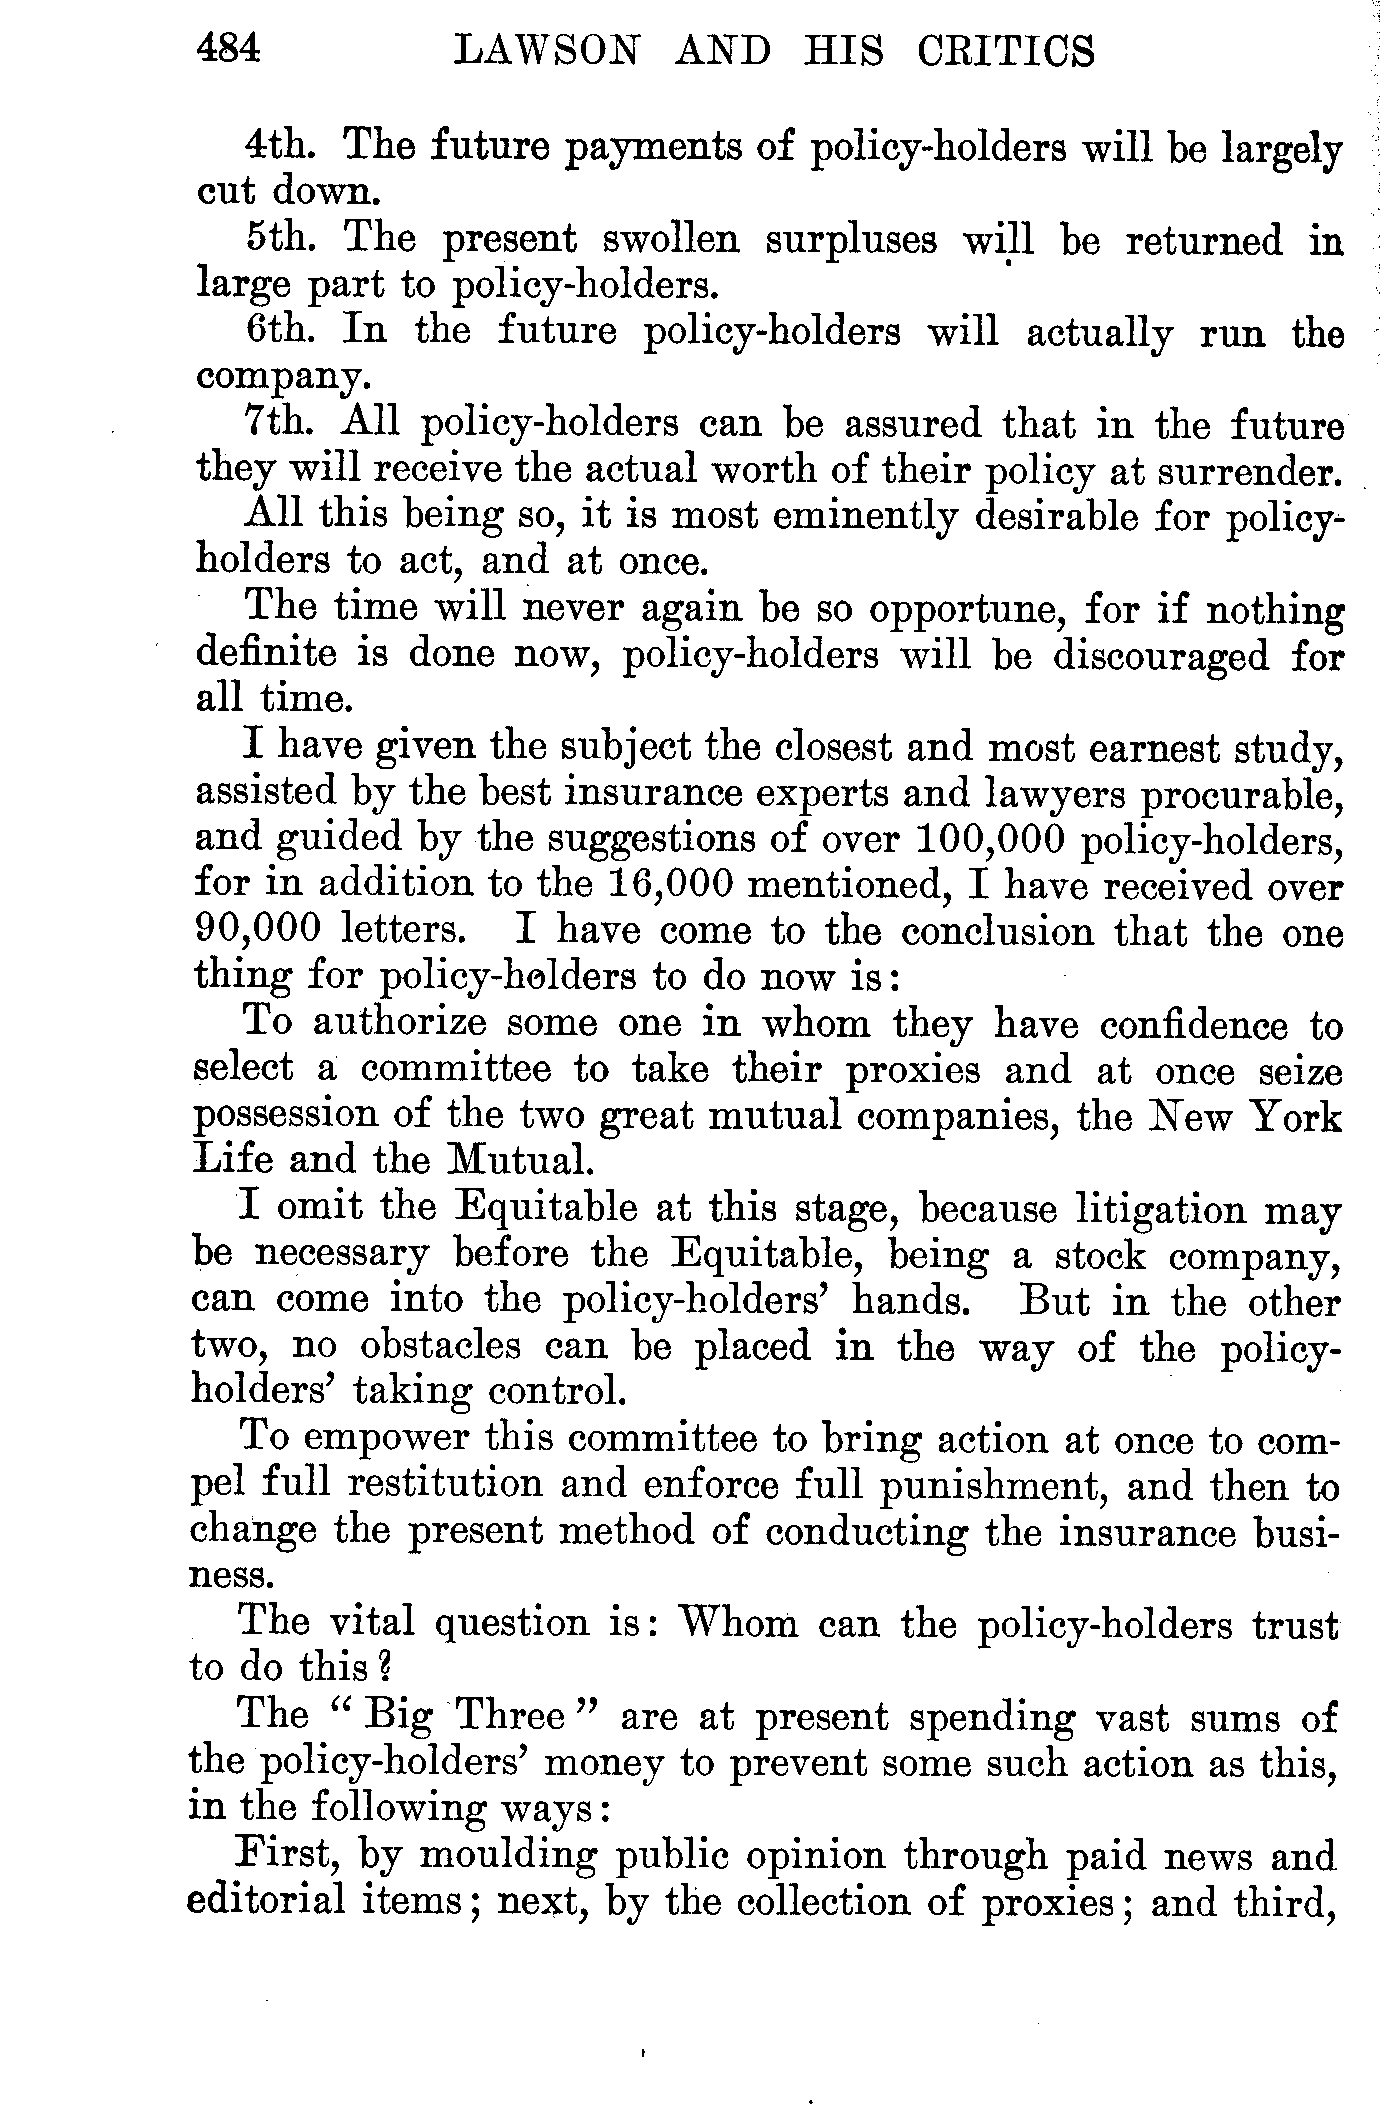 484 LAWSON AND HIS CRITICS
4th. The future payments of policy-holders will be largely
cut down.
5th. The present swollen surpluses will be returned in
large part to policy-holders.
6th. In the future policy-holders will actually run the
company.
7th. All policy-holders can be assured that in the future
they will receive the actual worth of their policy at surrender.
All this being so, it is most eminently desirable for policy-
holders to act, and at once.
The time will never again be so opportune, for if nothing
definite is done now, policy-holders will be discouraged for
all time.
I have given the subject the closest and most earnest study,
assisted by the best insurance experts and lawyers procurable,
and guided by the suggestions of over 100,000 policy-holders,
for in addition to the 16,000 mentioned, I have received over
90,000 letters. I have come to the conclusion that the one
thing for policy-holders to do now is:
To authorize some one in whom they have confidence to
select a committee to take their proxies and at once seize
possession of the two great mutual companies, the New York
Life and the Mutual.
I omit the Equitable at this stage, because litigation may
be necessary before the Equitable, being a stock company,
can come into the policy-holders' hands. But in the other
two, no obstacles can be placed in the way of the policy-
holders' taking control.
To empower this committee to bring action at once to com-
pel full restitution and enforce full punishment, and then to
change the present method of conducting the insurance busi-
ness.
The vital question is: Whom can the policy-holders trust
to do this?
The " Big Three " are at present spending vast sums of
the policy-holders' money to prevent some such action as this,
in the following ways:
First, by moulding public opinion through paid news and
editorial items; next, by the collection of proxies; and third,